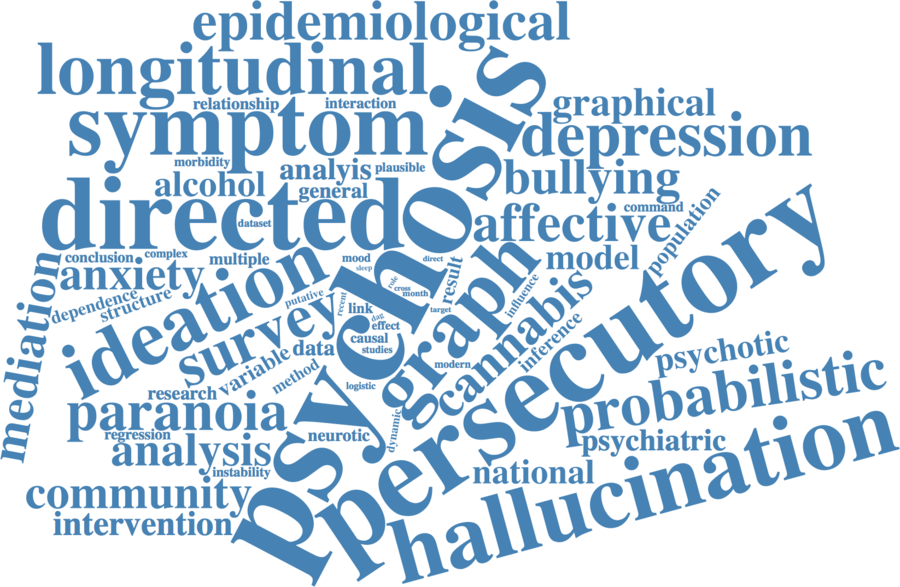 epidemiological
longitudinal
relationship
interaction
graphical
symptom
depression
morbidity
analyis
plausible
bullying
alcohol
general
directed
psychosis
affective
command
population
dataset
conclusion
complex
multiple
mood
sleep
direct
model
anxiety
mediation
dependence
structure
ideation
putative
recent
role
cross
month
result
influence
survey
link
dag
effect
target
graph
cannabis
inference
persecutory
causal
studies
data
variable
method
modern
psychotic
research
logistic
probabilistic
paranoia
dynamic
regression
neurotic
psychiatric
analysis
instability
national
hallucination
community
intervention